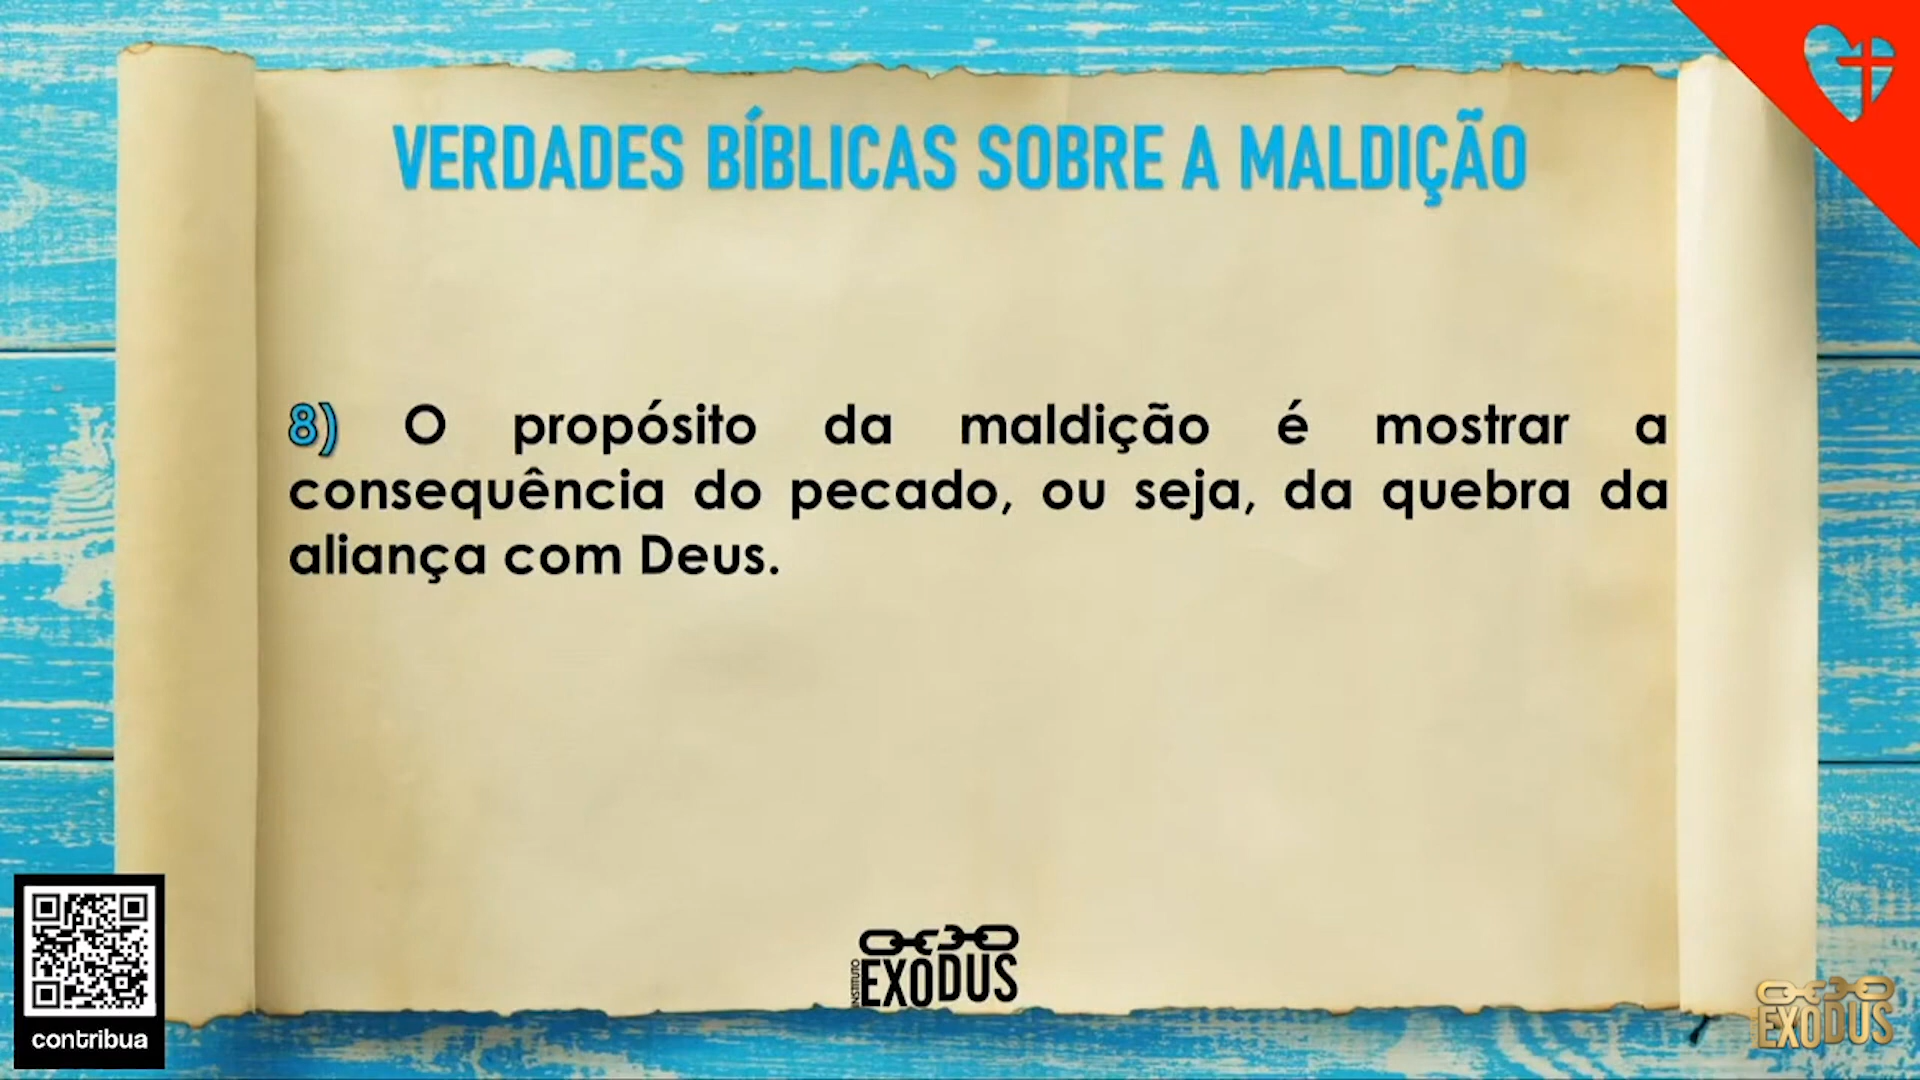 VERDADES BÍBLICAS SOBRE A MALDIÇÃO
8) O propósito da maldição é mostrar a
consequência do pecado, ou seja, da quebra da
aliança com Deus.
INSTITUTO
EXODUS
contribua
EXODUS